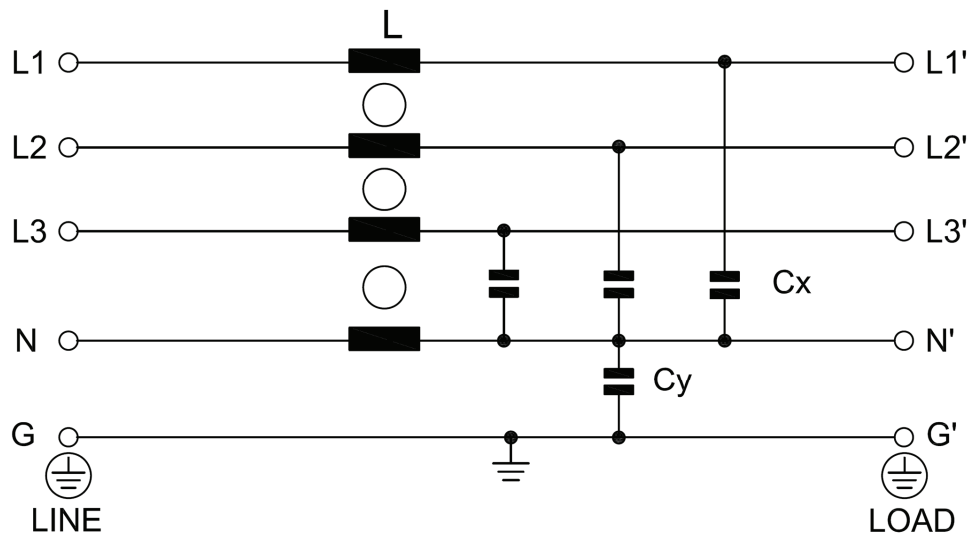 L
L1 L1'
L2 L2'
L3 L3'
Cx
N N'
Cy
G G'
LINE LOAD